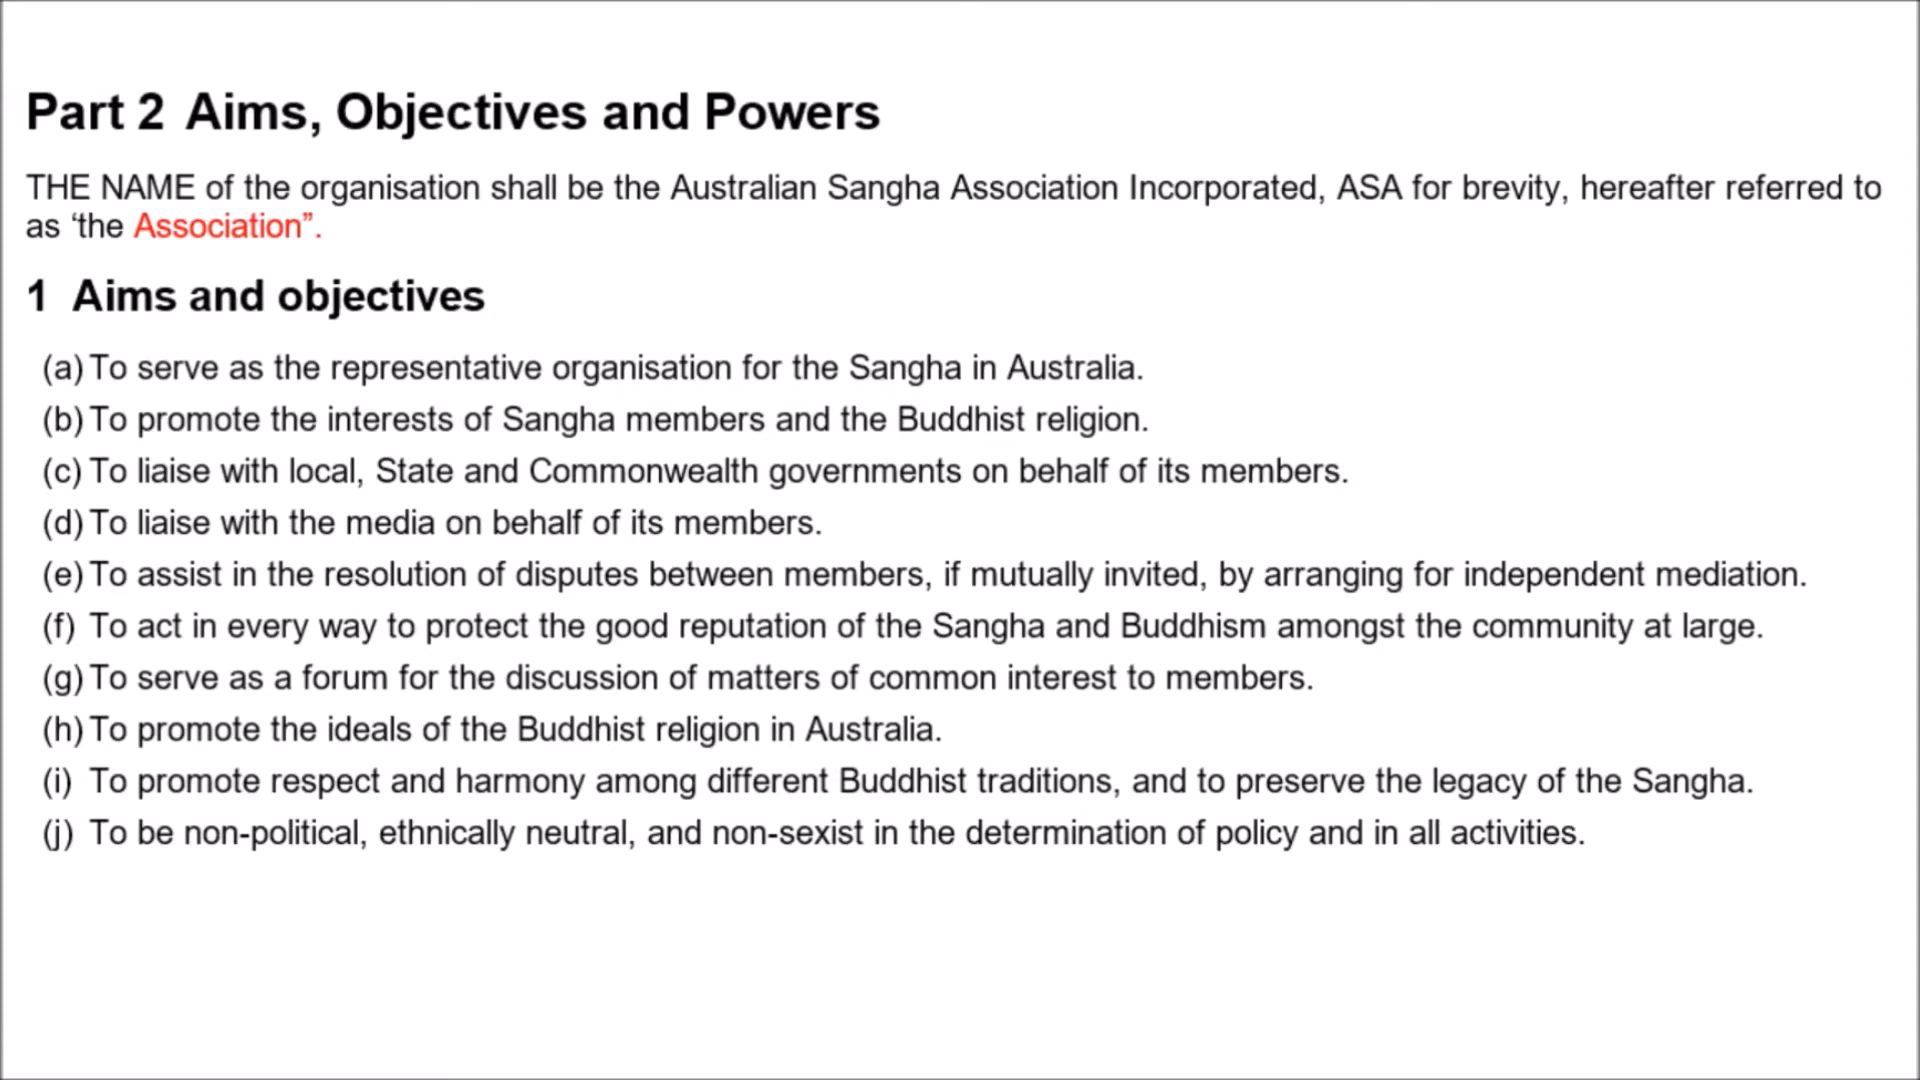 Part 2 Aims, Objectives and Powers
THE NAME of the organisation shall be the Australian Sangha Association Incorporated, ASA for brevity, hereafter referred to
as ‘the Association”.
1 Aims and objectives
(a) To serve as the representative organisation for the Sangha in Australia.
(b) To promote the interests of Sangha members and the Buddhist religion.
(c) To liaise with local, State and Commonwealth governments on behalf of its members.
(d) To liaise with the media on behalf of its members.
(e) To assist in the resolution of disputes between members, if mutually invited, by arranging for independent mediation.
(f) To act in every way to protect the good reputation of the Sangha and Buddhism amongst the community at large.
(g) To serve as a forum for the discussion of matters of common interest to members.
(h) To promote the ideals of the Buddhist religion in Australia.
(i) To promote respect and harmony among different Buddhist traditions, and to preserve the legacy of the Sangha.
(j) To be non-political, ethnically neutral, and non-sexist in the determination of policy and in all activities.